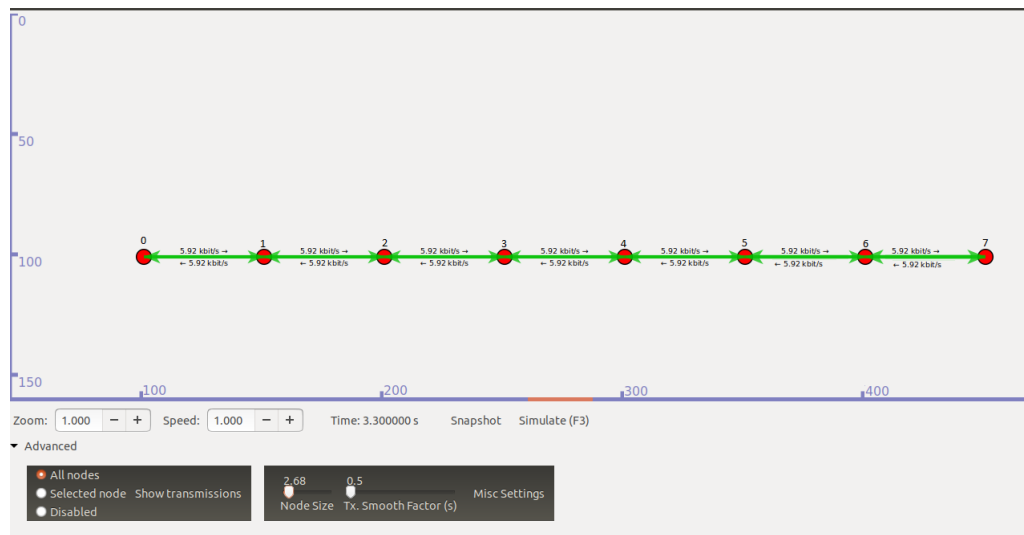 0
50
0 1 2 3 4 5 6 7
5.92 kbit/s → 5.92 kbit/s → 5.92 kbit/s → 5.92 kbit/s → 5.92 kbit/s → 5.92 kbit/s → 5.92 kbit/s →
100
← 5.92 kbit/s ← 5.92 kbit/s ← 5.92 kbit/s ← 5.92 kbit/s ← 5.92 kbit/s ← 5.92 kbit/s ← 5.92 kbit/s
150
100 200 300 400
Zoom: 1.000 − + Speed: 1.000 − + Time: 3.300000 s Snapshot Simulate (F3)
Advanced
All nodes
Selected node Show transmissions
Disabled
2.68 0.5
Node Size Tx. Smooth Factor (s) Misc Settings